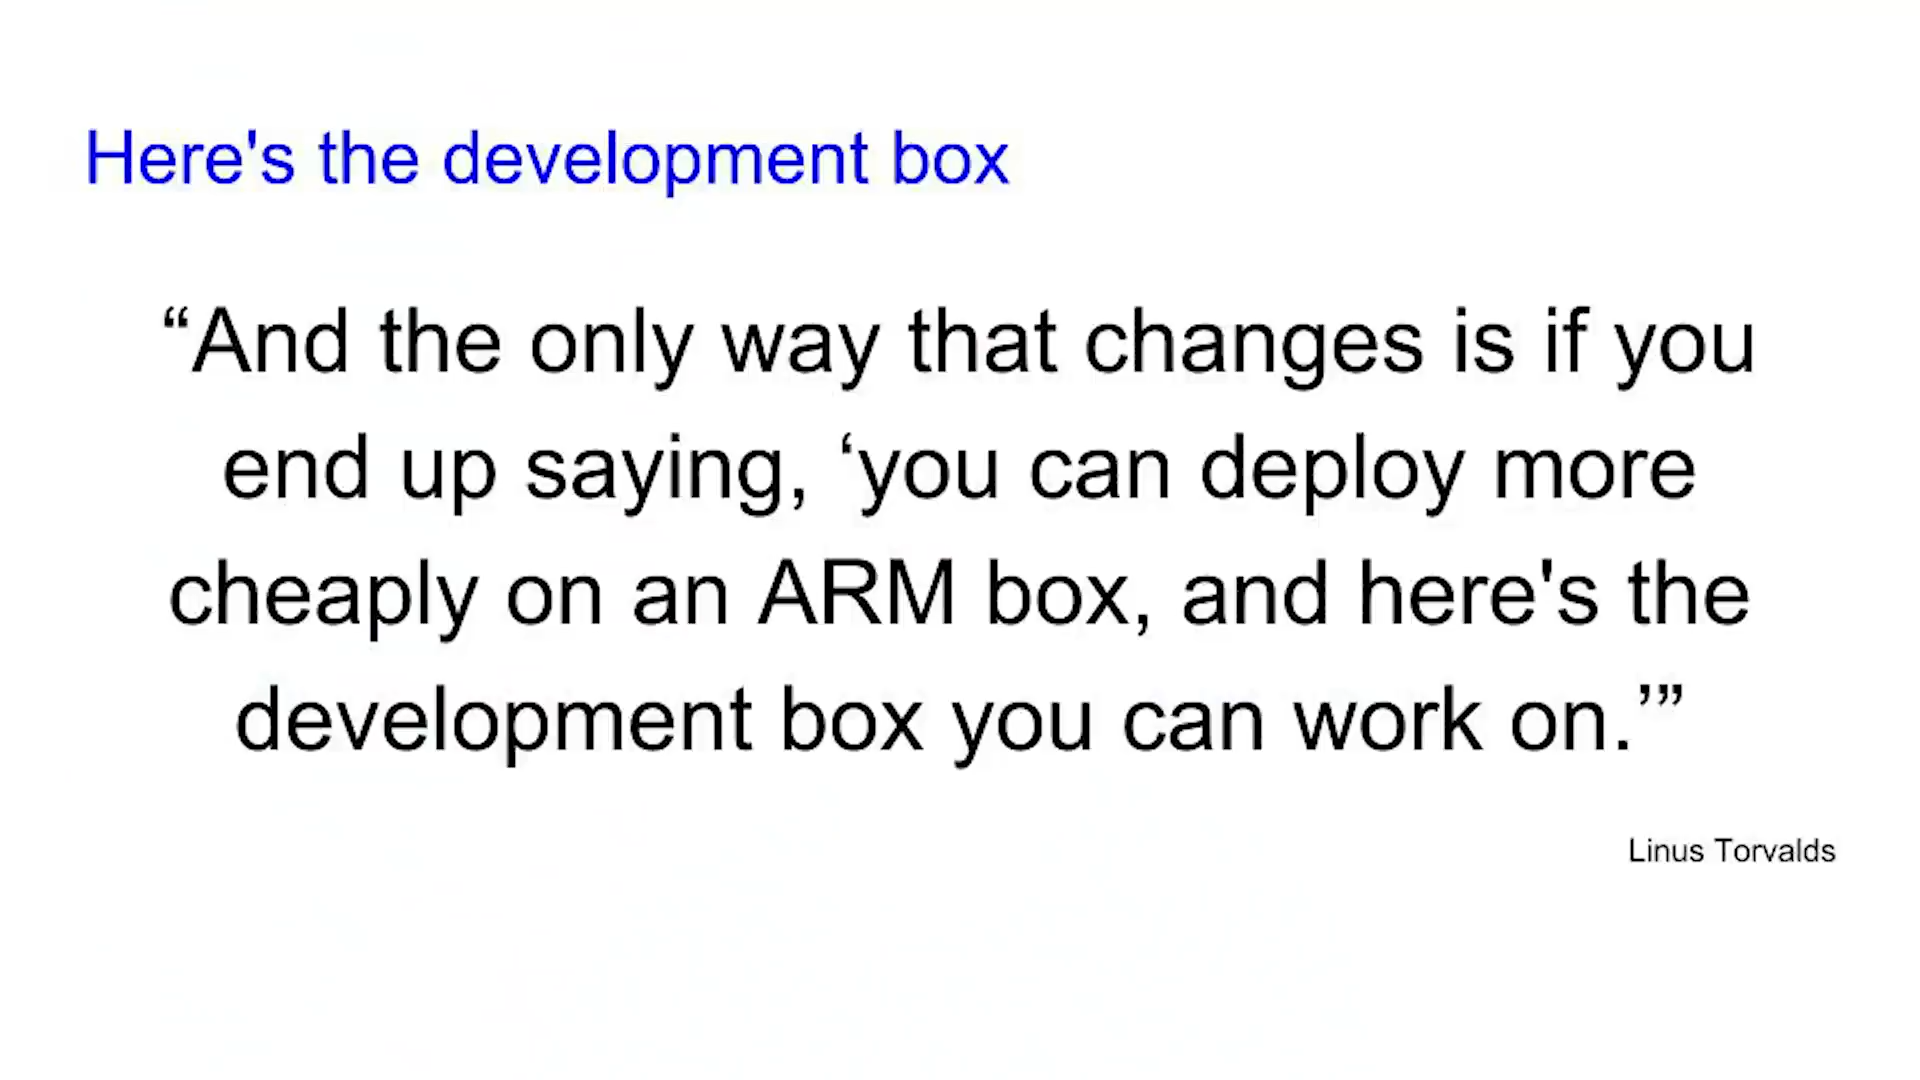 Here's the development box
“And the only way that changes is if you
end up saying, ‘you can deploy more
cheaply on an ARM box, and here's the
development box you can work on.’”
Linus Torvalds